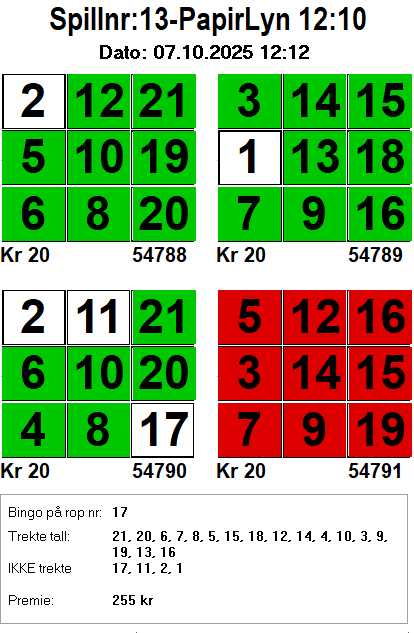 Spillnr:13-PapirLyn 12:10
Dato: 07.10.2025 12:12
2 12 21 3 14 15
5 10 19 1 13 18
6 8 20 7 9 16
Kr 20 54788 Kr 20 54789
2 11 21 5 12 16
6 10 20 3 14 15
4 8 17 7 9 19
Kr 20 54790 Kr 20 54791
Bingo på rop nr: 17
Trekte tall: 21, 20, 6, 7, 8, 5, 15, 18, 12, 14, 4, 10, 3, 9,
19, 13, 16
IKKE trekte 17, 11, 2, 1
Premie: 255 kr